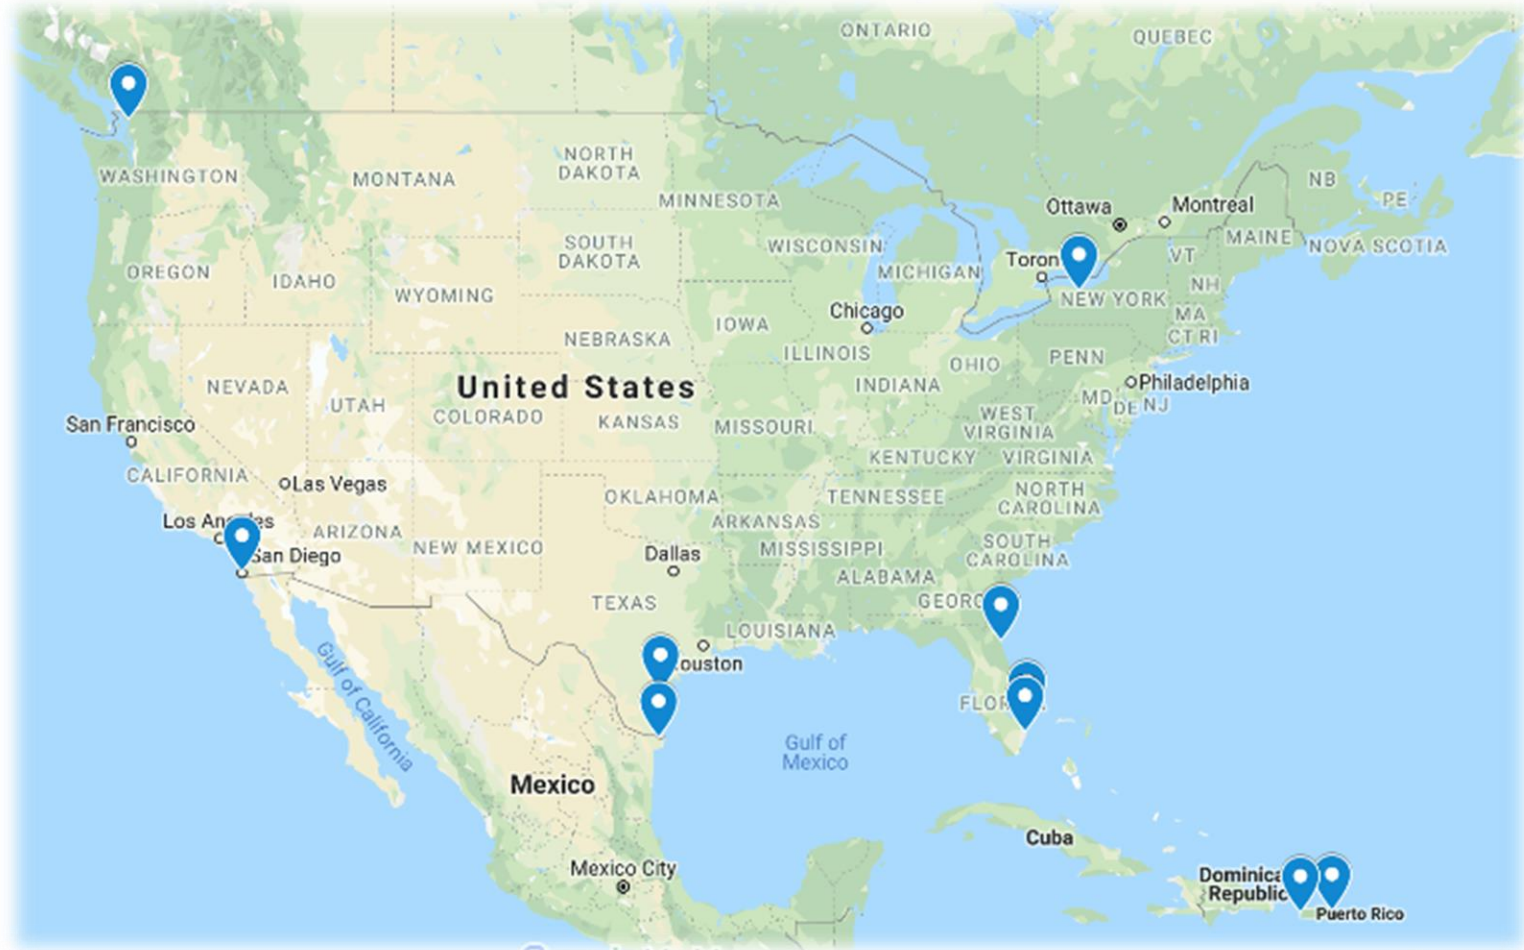 ONTARIO
QUEBEC
WASHINGTON
MONTANA
NORTH
DAKOTA
MINNESOTA
Ottawa
Montreal
NB
PE
MAINE
NOVA SCOTIA
WISCONSIN
SOUTH
DAKOTA
MICHIGAN
Toron
VT
OREGON
IDAHO
WYOMING
NEW YORK
NH
MA
CT RI
Chicago
IOWA
NEBRASKA
ILLINOIS
OHIO
PENN
NEVADA
UTAH
United States
COLORADO
KANSAS
INDIANA
Philadelphia
MD
DE NJ
San Francisco
MISSOURI
WEST
VIRGINIA
KENTUCKY
VIRGINIA
CALIFORNIA
Las Vegas
OKLAHOMA
TENNESSEE
NORTH
CAROLINA
Los An les
ARIZONA
ARKANSAS
NEW MEXICO
San Diego
Dallas
MISSISSIPPI
SOUTH
CAROLINA
ALABAMA
TEXAS
GEORG
LOUISIANA
ouston
Gulf of California
FLOR
Gulf of
Mexico
Mexico
Cuba
Mexico City
Dominica
Republic
Puerto Rico